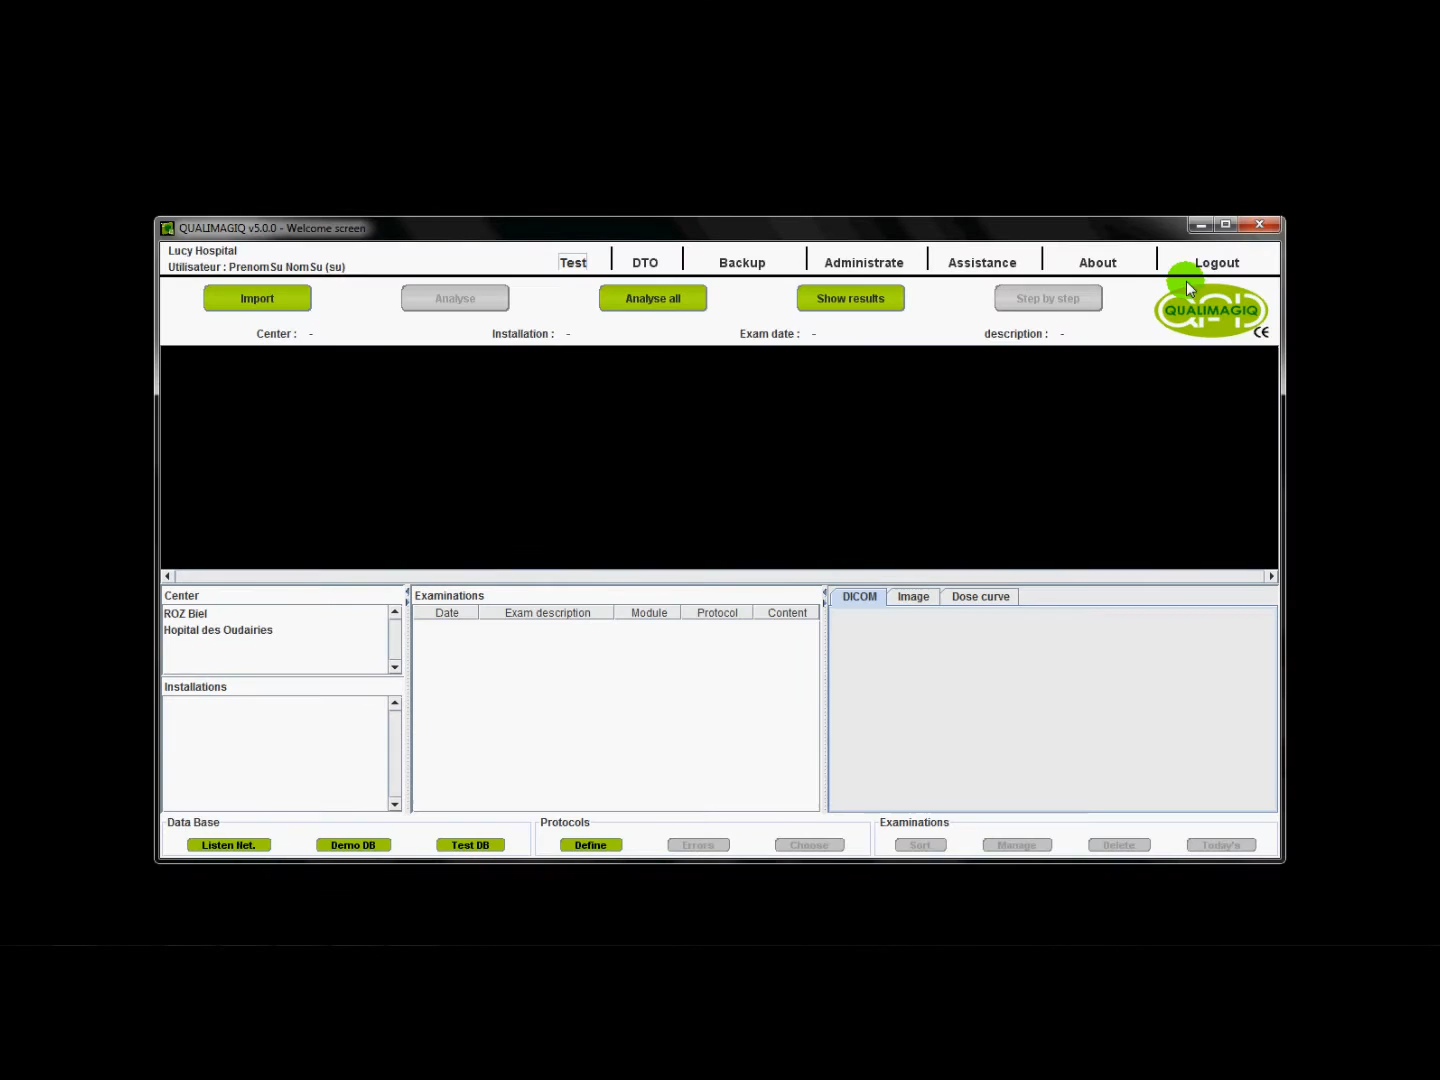 QUALIMAGIQ v5.0.0 - Welcome screen
Lucy Hospital
Utilisateur : PrenomSu NomSu (su)
Test DTO Backup Administrate Assistance About Logout
Import Analyse Analyse all Show results Step by step
QUALIMAGIQ
CE
Center : - Installation : - Exam date : - description : -
Center
ROZ Biel
Hopital des Oudairies
Installations
Examinations
Date Exam description Module Protocol Content
DICOM Image Dose curve
Data Base
Listen Net. Demo DB Test DB
Protocols
Define Errors Choose
Examinations
Sort Manage Delete Today's